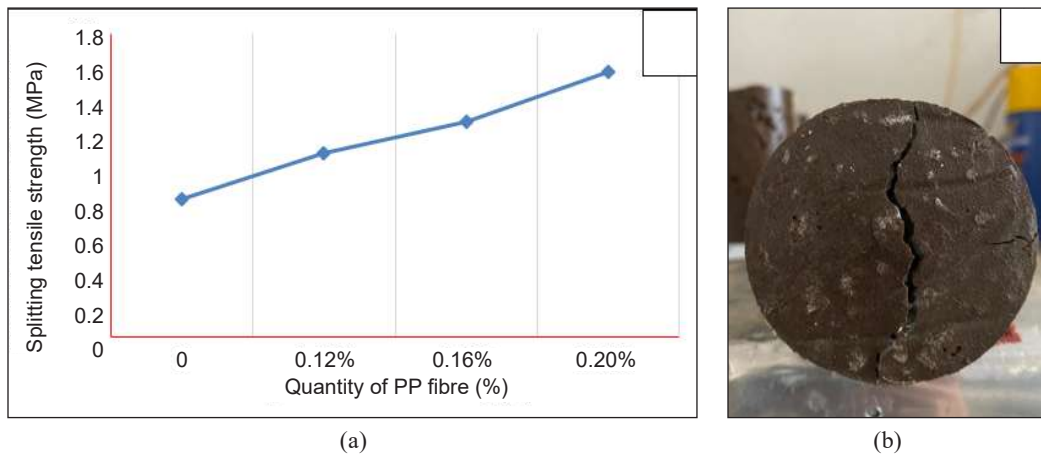 Splitting tensile strength (MPa)
1.8
1.6
1.4
1.2
1
0.8
0.6
0.4
0.2
0
0 0.12% 0.16% 0.20%
Quantity of PP fibre (%)
(a)
(b)